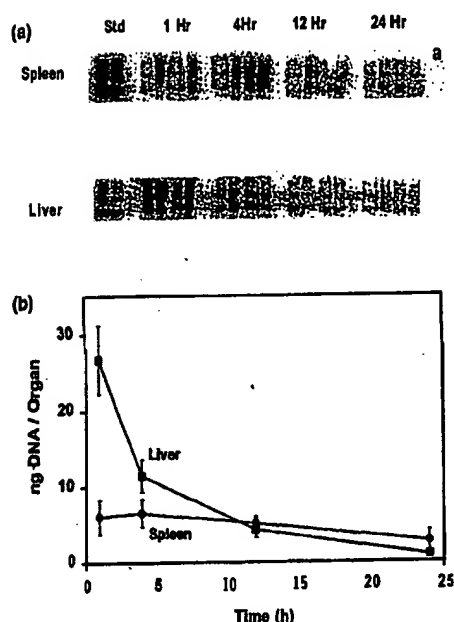 (a)
Std 1 Hr 4Hr 12 Hr 24 Hr
a
Spleen
Liver
(b)
ng DNA / Organ
30
20
10
0
Liver
Spleen
0 5 10 15 20 25
Time (h)